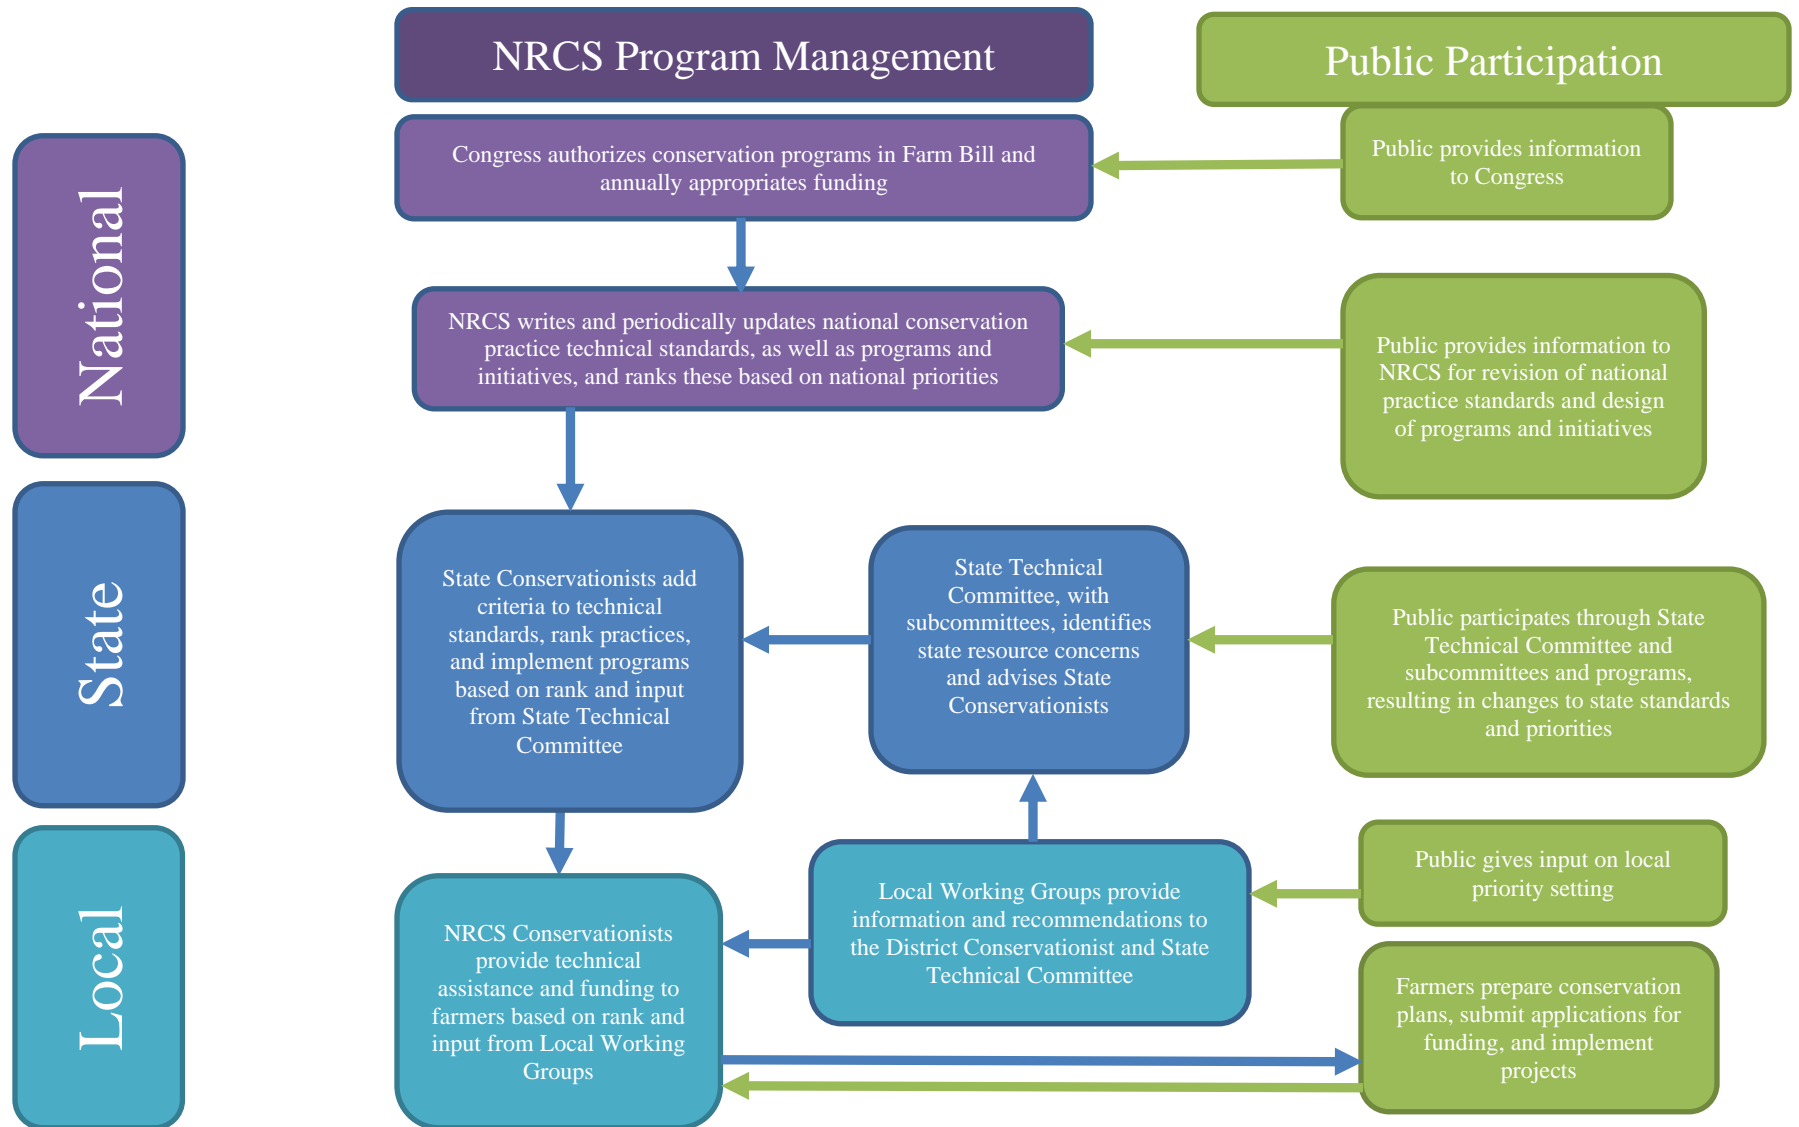 NRCS Program Management
Public Participation
National
Congress authorizes conservation programs in Farm Bill and
annually appropriates funding
Public provides information
to Congress
NRCS writes and periodically updates national conservation
practice technical standards, as well as programs and
initiatives, and ranks these based on national priorities
Public provides information to
NRCS for revision of national
practice standards and design
of programs and initiatives
State
State Conservationists add
criteria to technical
standards, rank practices,
and implement programs
based on rank and input
from State Technical
Committee
State Technical
Committee, with
subcommittees, identifies
state resource concerns
and advises State
Conservationists
Public participates through State
Technical Committee and
subcommittees and programs,
resulting in changes to state standards
and priorities
Local
NRCS Conservationists
provide technical
assistance and funding to
farmers based on rank and
input from Local Working
Groups
Local Working Groups provide
information and recommendations to
the District Conservationist and State
Technical Committee
Public gives input on local
priority setting
Farmers prepare conservation
plans, submit applications for
funding, and implement
projects